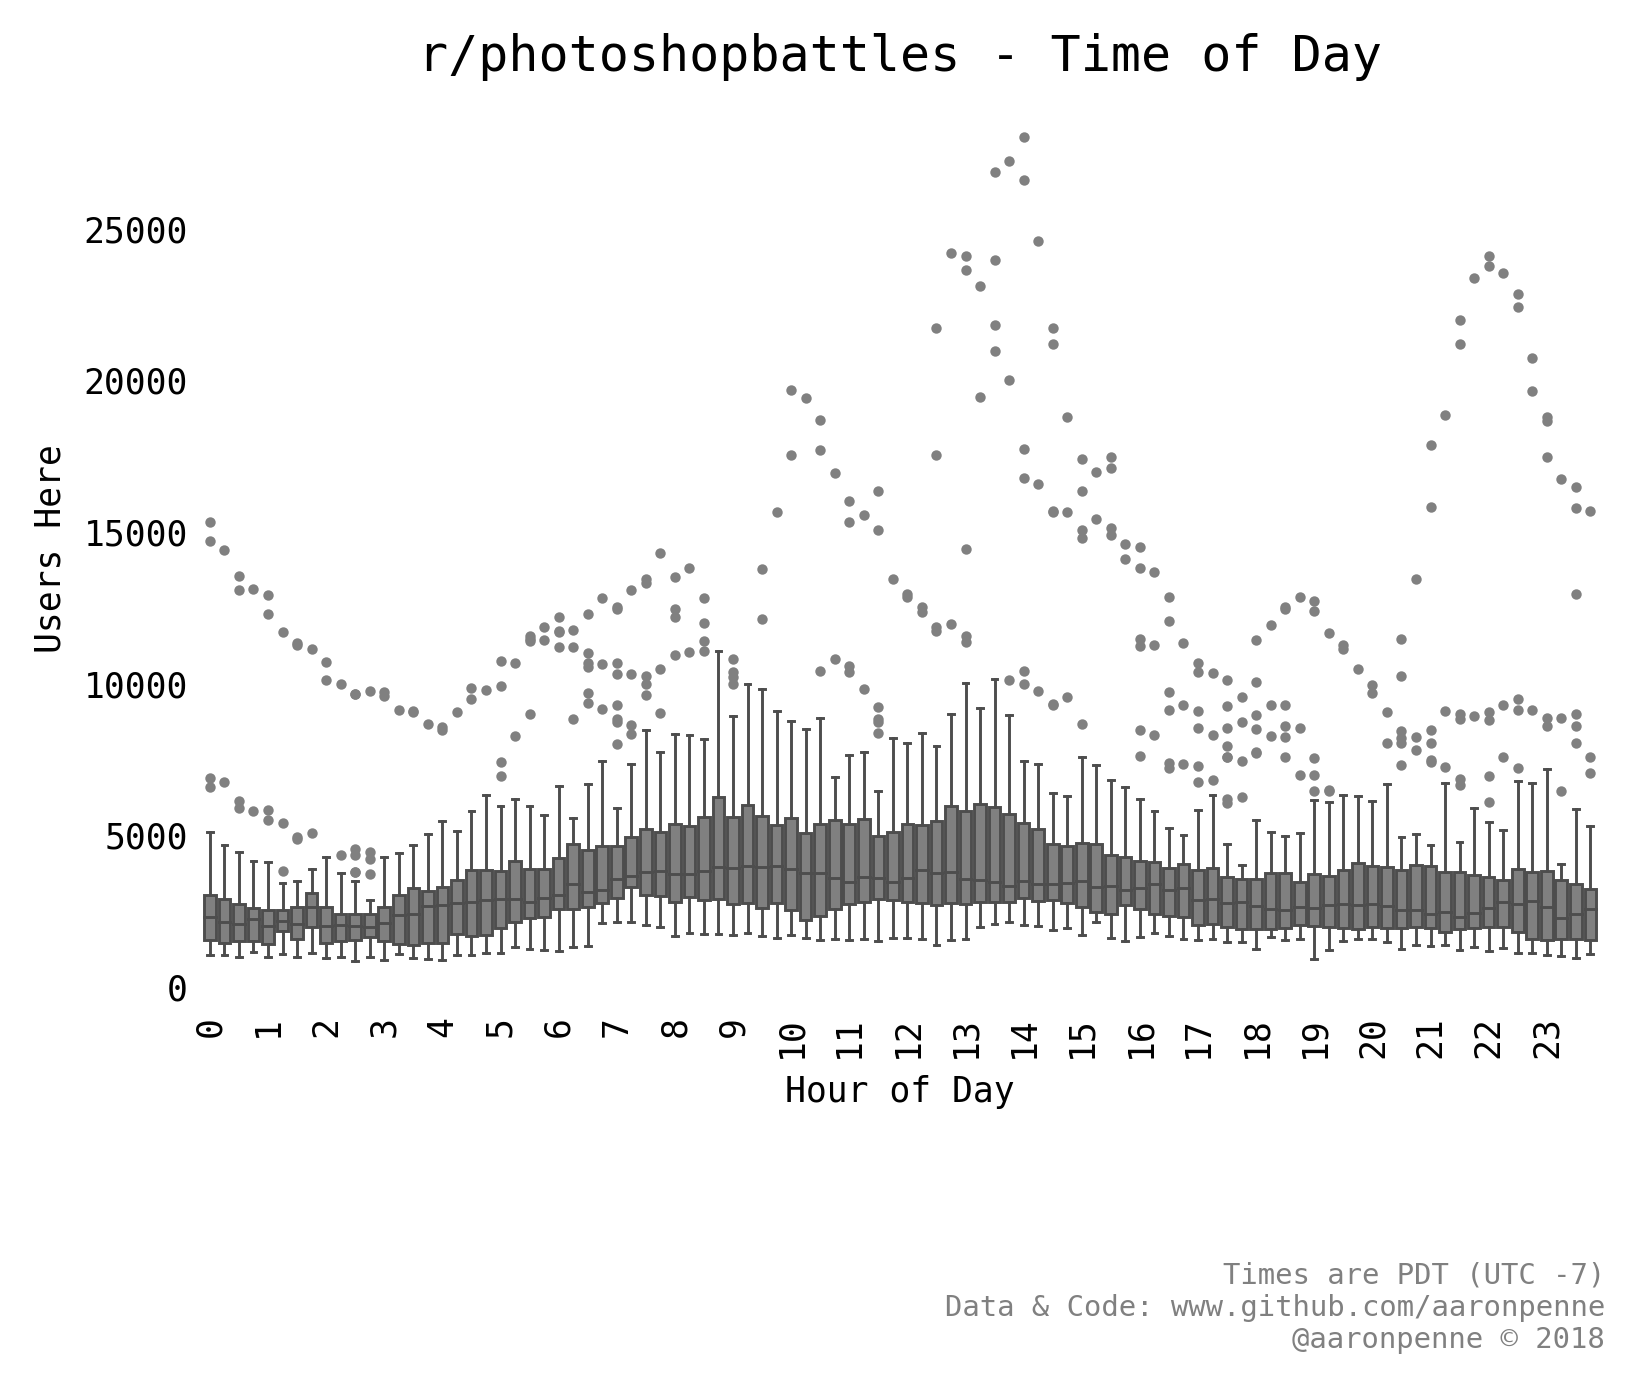 r/photoshopbattles - Time of Day
Users Here
25000
20000
15000
10000
5000
0
0 1 2 3 4 5 6 7 8 9 10 11 12 13 14 15 16 17 18 19 20 21 22 23
Hour of Day
Times are PDT (UTC -7)
Data & Code: www.github.com/aaronpenne
@aaronpenne © 2018